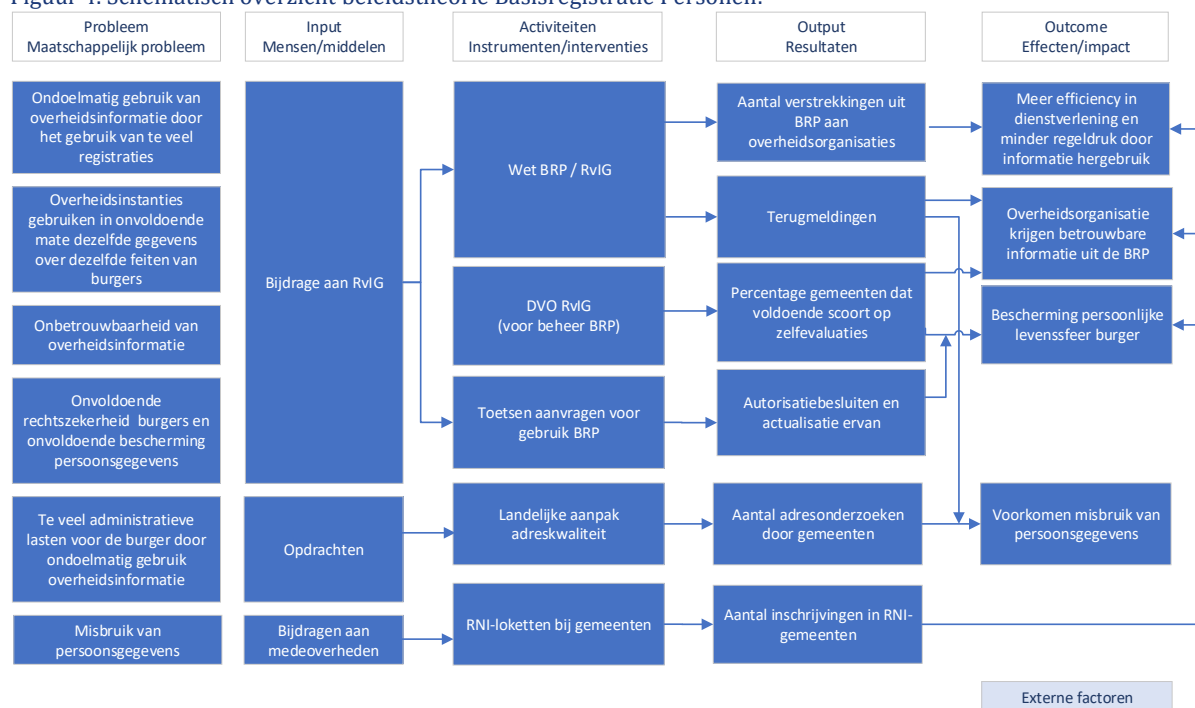 Figuur 4. Schematisch overzicht beleidstheorie Basisregistratie Personen.
Probleem
Maatschappelijk probleem
Input
Mensen/middelen
Activiteiten
Instrumenten/interventies
Output
Resultaten
Outcome
Effecten/impact
Ondoelmatig gebruik van
overheidsinformatie door
het gebruik van te veel
registraties
Overheidsinstanties
gebruiken in onvoldoende
mate dezelfde gegevens
over dezelfde feiten van
burgers
Onbetrouwbaarheid van
overheidsinformatie
Onvoldoende
rechtszekerheid burgers en
onvoldoende bescherming
persoonsgegevens
Te veel administratieve
lasten voor de burger door
ondoelmatig gebruik
overheidsinformatie
Misbruik van
persoonsgegevens
Bijdrage aan RvIG
Opdrachten
Bijdragen aan
medeoverheden
Wet BRP / RvIG
DVO RvIG
(voor beheer BRP)
Toetsen aanvragen voor
gebruik BRP
Landelijke aanpak
adreskwaliteit
RNI-loketten bij gemeenten
Aantal verstrekkingen uit
BRP aan
overheidsorganisaties
Terugmeldingen
Percentage gemeenten dat
voldoende scoort op
zelfevaluaties
Autorisatiebesluiten en
actualisatie ervan
Aantal adresonderzoeken
door gemeenten
Aantal inschrijvingen in RNI-
gemeenten
Meer efficiency in
dienstverlening en
minder regeldruk door
informatie hergebruik
Overheidsorganisatie
krijgen betrouwbare
informatie uit de BRP
Bescherming persoonlijke
levenssfeer burger
Voorkomen misbruik van
persoonsgegevens
Externe factoren